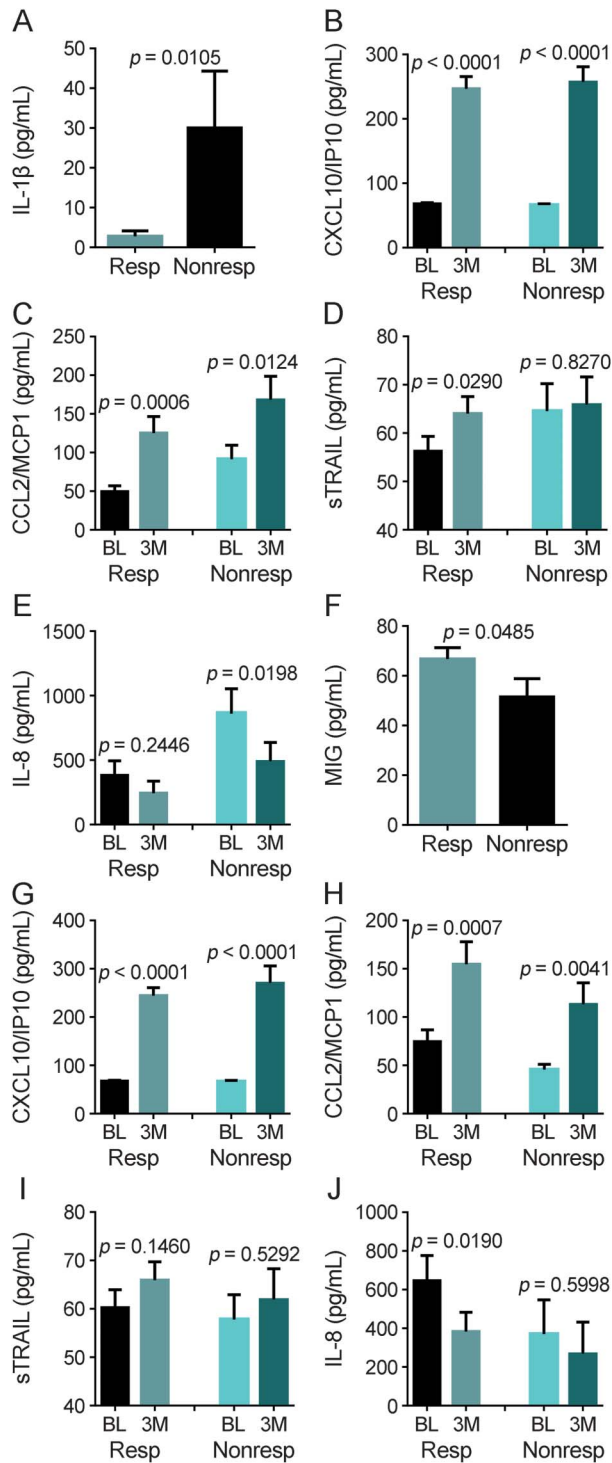 A
IL-1β (pg/mL)
50
40
30
20
10
0
p = 0.0105
Resp Nonresp
B
CXCL10/IP10 (pg/mL)
300
200
100
0
p < 0.0001 p < 0.0001
BL 3M BL 3M
Resp Nonresp
C
CCL2/MCP1 (pg/mL)
250
200
150
100
50
0
p = 0.0006 p = 0.0124
BL 3M BL 3M
Resp Nonresp
D
sTRAIL (pg/mL)
80
70
60
50
40
p = 0.0290 p = 0.8270
BL 3M BL 3M
Resp Nonresp
E
IL-8 (pg/mL)
1500
1000
500
0
p = 0.2446 p = 0.0198
BL 3M BL 3M
Resp Nonresp
F
MIG (pg/mL)
80
60
40
20
0
p = 0.0485
Resp Nonresp
G
CXCL10/IP10 (pg/mL)
400
300
200
100
0
p < 0.0001 p < 0.0001
BL 3M BL 3M
Resp Nonresp
H
CCL2/MCP1 (pg/mL)
200
150
100
50
0
p = 0.0007 p = 0.0041
BL 3M BL 3M
Resp Nonresp
I
sTRAIL (pg/mL)
80
70
60
50
40
p = 0.1460 p = 0.5292
BL 3M BL 3M
Resp Nonresp
J
IL-8 (pg/mL)
1000
800
600
400
200
0
p = 0.0190 p = 0.5998
BL 3M BL 3M
Resp Nonresp